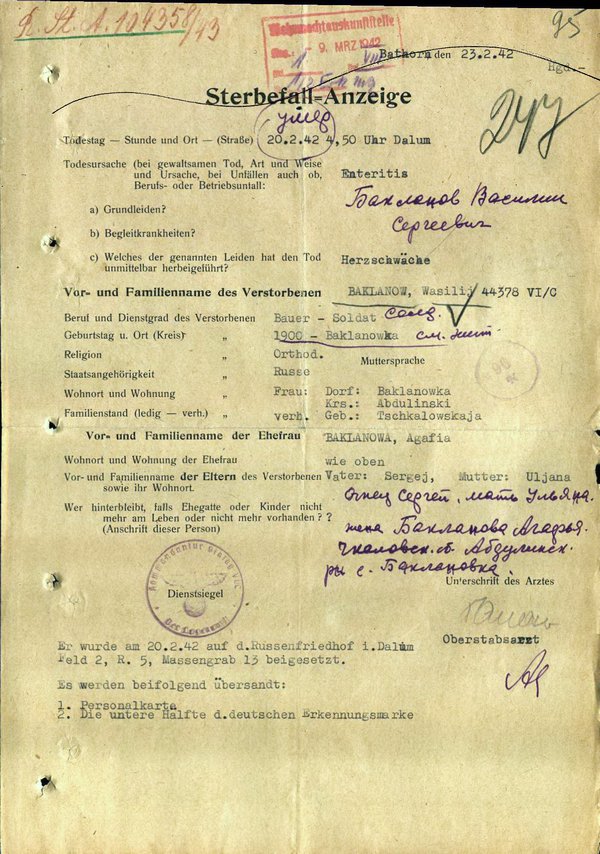 R. St. A. 104358/43
95
Wehrmachtauskunftstelle
9. MRZ 1942
VIII
Bathorn den 23.2.42
Hgd.-
Sterbefall=Anzeige
умер
Todestag — Stunde und Ort — (Straße) 20.2.42 4,50 Uhr Dalum
Todesursache (bei gewaltsamen Tod, Art und Weise
und Ursache, bei Unfällen auch ob, Enteritis
Berufs- oder Betriebsunfall:
Бакланов Василии
Сергеевич
a) Grundleiden?
b) Begleitkrankheiten?
c) Welches der genannten Leiden hat den Tod Herzschwäche
unmittelbar herbeigeführt?
Vor- und Familienname des Verstorbenen BAKLANOW, Wasilij 44378 VI/C
Beruf und Dienstgrad des Verstorbenen Bauer - Soldat солд.
Geburtstag u. Ort (Kreis) „ 1900 - Baklanowka см. ниж
Religion „ Orthod. Muttersprache
Staatsangehörigkeit „ Russe
Wohnort und Wohnung „ Frau: Dorf: Baklanowka
Krs.: Abdulinski
Familienstand (ledig — verh.) „ verh. Geb.: Tschkalowskaja
Vor- und Familienname der Ehefrau BAKLANOWA, Agafia
Wohnort und Wohnung der Ehefrau wie oben
Vor- und Familienname der Eltern des Verstorbenen Vater: Sergej, Mutter: Uljana
sowie ihr Wohnort.
отец Сергей, мать Ульяна
Wer hinterbleibt, falls Ehegatte oder Kinder nicht
mehr am Leben oder nicht mehr vorhanden? ?
(Anschrift dieser Person)
жена Бакланова Агафья.
Чкаловск. об. Абдулинск.
р-н с. Баклановка
Unterschrift des Arztes
Dienstsiegel
Oberstabsarzt
Er wurde am 20.2.42 auf d.Russenfriedhof i.Dalum
Feld 2, R. 5, Massengrab 13 beigesetzt.
Es werden beifolgend übersandt:
1. Personalkarte
2. Die untere Hälfte d.deutschen Erkennungsmarke